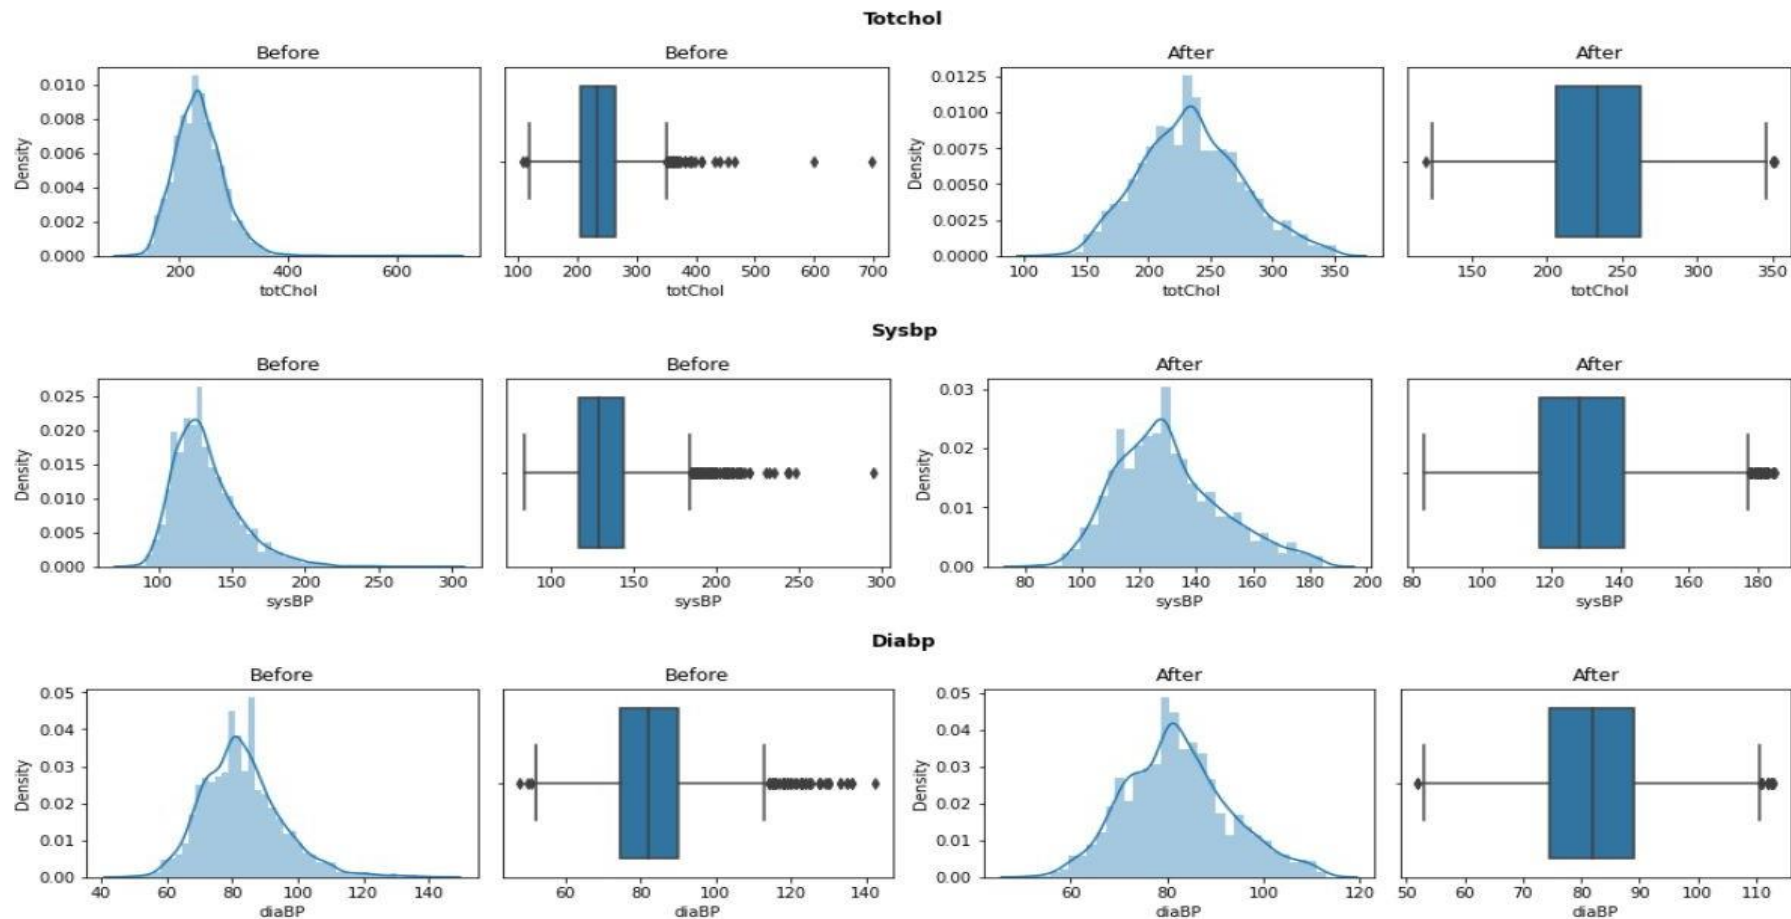 Totchol
Before
Before
After
After
0.010
0.008
0.006
0.004
0.002
0.000
Density
200 400 600
totChol
100 200 300 400 500 600 700
totChol
0.0125
0.0100
0.0075
0.0050
0.0025
0.0000
Density
100 150 200 250 300 350
totChol
150 200 250 300 350
totChol
Sysbp
Before
Before
After
After
0.025
0.020
0.015
0.010
0.005
0.000
Density
100 150 200 250 300
sysBP
100 150 200 250 300
sysBP
0.03
0.02
0.01
0.00
Density
80 100 120 140 160 180 200
sysBP
80 100 120 140 160 180
sysBP
Diabp
Before
Before
After
After
0.05
0.04
0.03
0.02
0.01
0.00
Density
40 60 80 100 120 140
diaBP
60 80 100 120 140
diaBP
0.05
0.04
0.03
0.02
0.01
0.00
Density
60 80 100 120
diaBP
50 60 70 80 90 100 110
diaBP